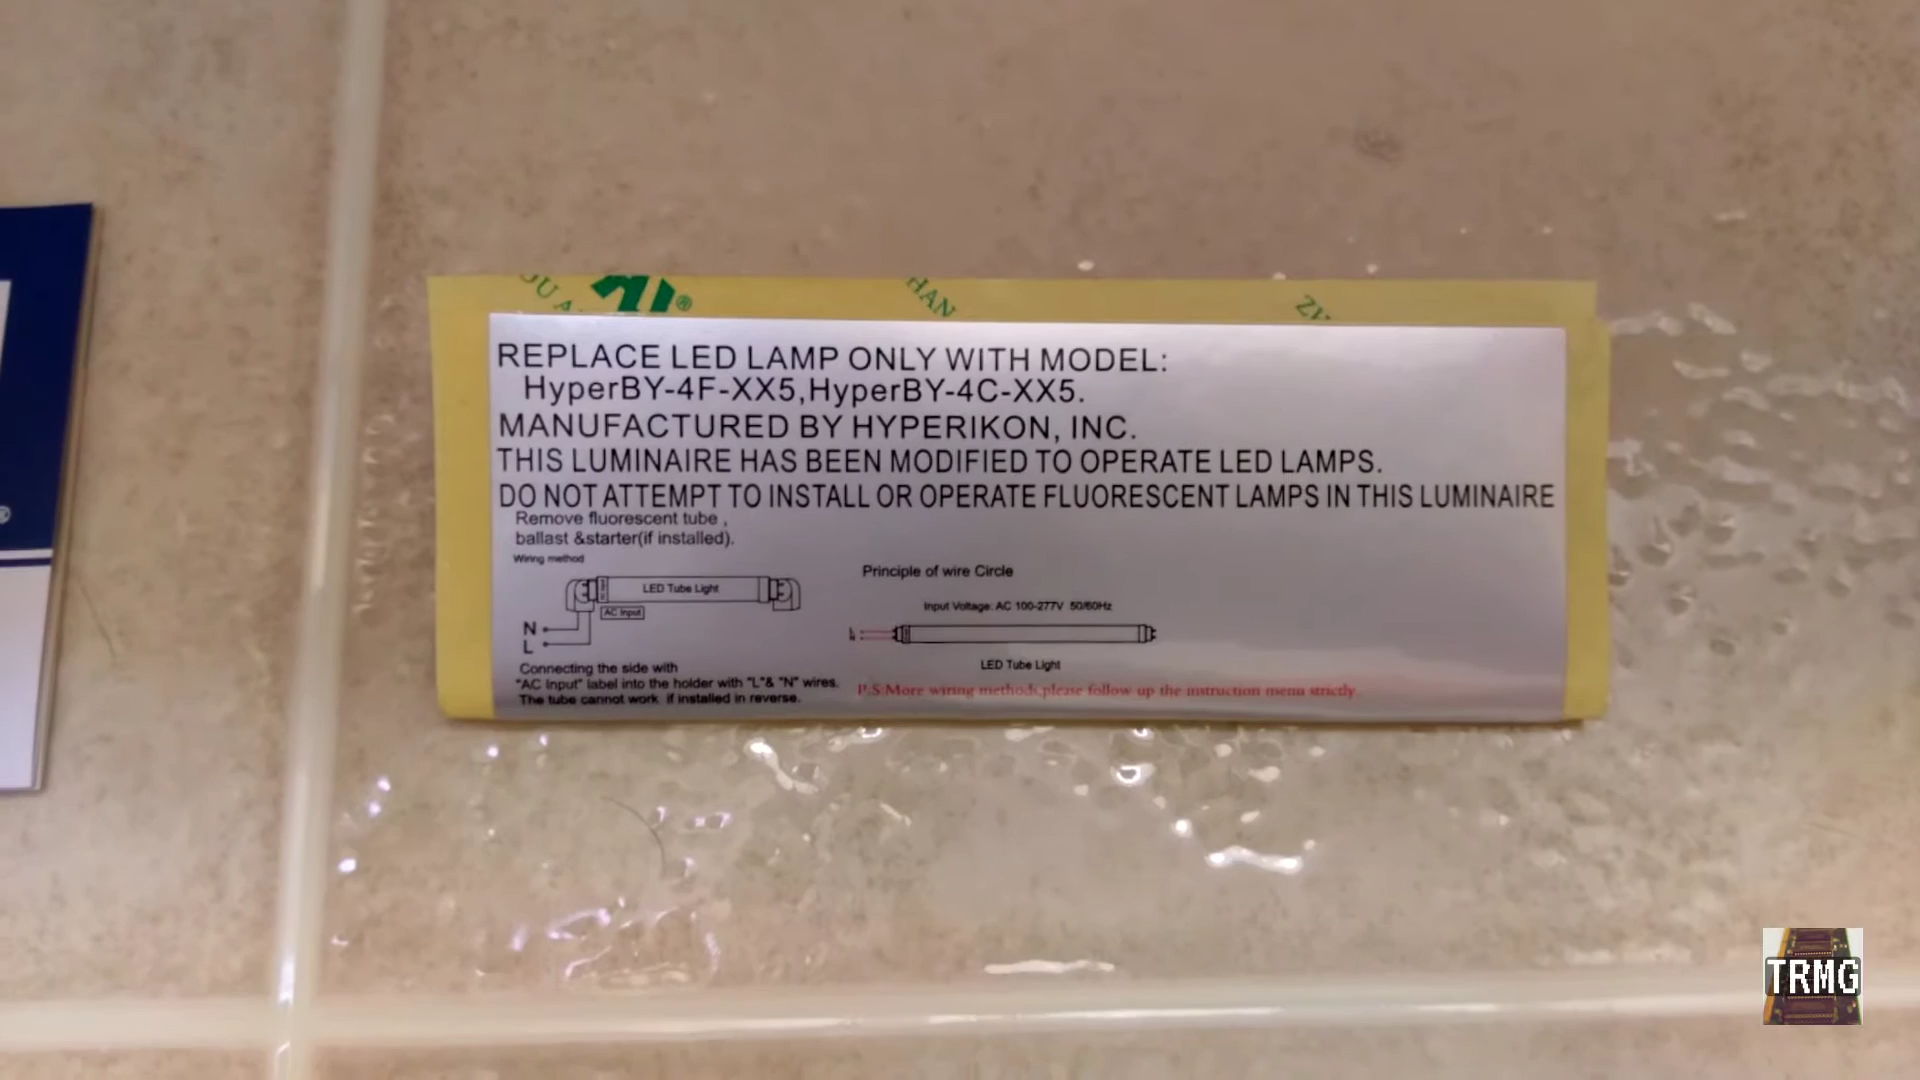 OU A
®
HAN
ZH
REPLACE LED LAMP ONLY WITH MODEL:
HyperBY-4F-XX5,HyperBY-4C-XX5.
MANUFACTURED BY HYPERIKON, INC.
THIS LUMINAIRE HAS BEEN MODIFIED TO OPERATE LED LAMPS.
DO NOT ATTEMPT TO INSTALL OR OPERATE FLUORESCENT LAMPS IN THIS LUMINAIRE
Remove fluorescent tube ,
ballast &starter(if installed).
Wiring method
LED Tube Light
AC Input
N
L
Connecting the side with
"AC Input" label into the holder with "L"& "N" wires.
The tube cannot work if installed in reverse.
Principle of wire Circle
Input Voltage: AC 100-277V 50/60Hz
L
N
LED Tube Light
P.S:More wiring methods,please follow up the instruction menu strictly
®
TRMG